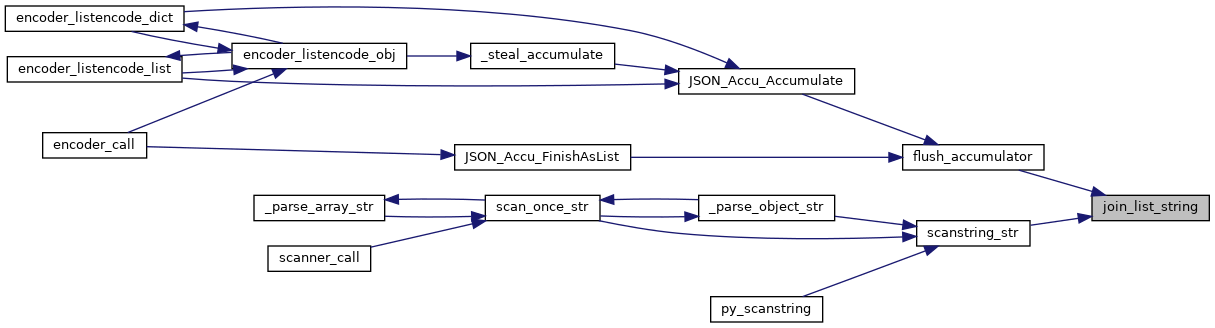 encoder_listencode_dict
encoder_listencode_obj
_steal_accumulate
encoder_listencode_list
JSON_Accu_Accumulate
encoder_call
JSON_Accu_FinishAsList
flush_accumulator
_parse_array_str
scan_once_str
_parse_object_str
join_list_string
scanstring_str
scanner_call
py_scanstring